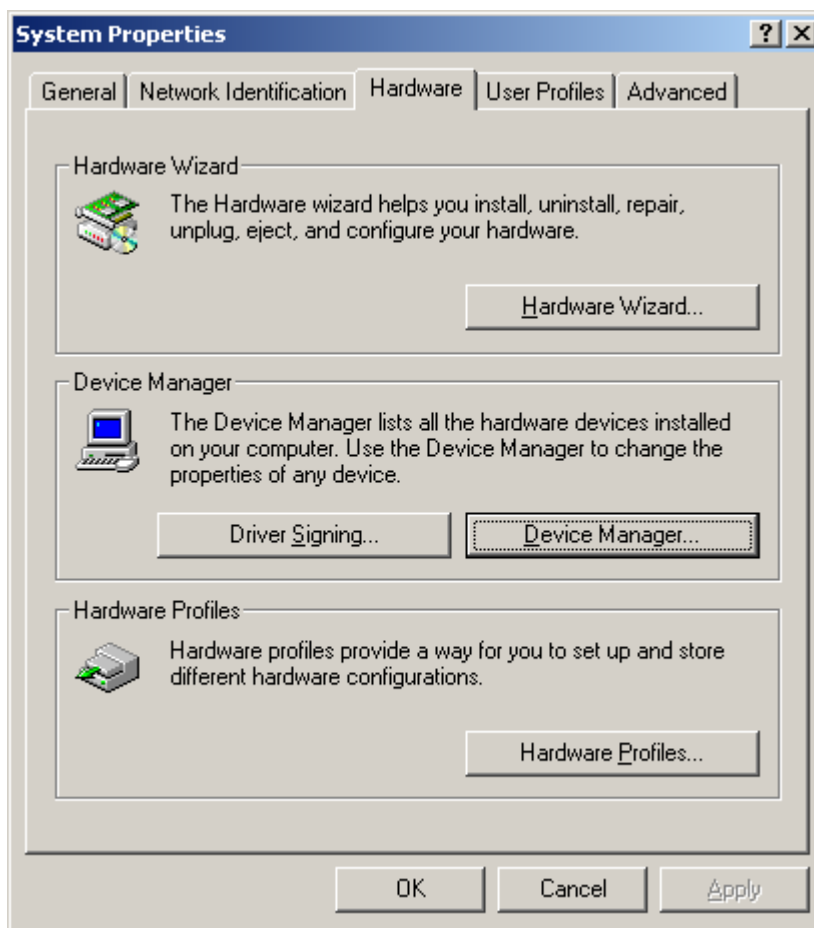 System Properties
General Network Identification Hardware User Profiles Advanced
Hardware Wizard
The Hardware wizard helps you install, uninstall, repair,
unplug, eject, and configure your hardware.
Hardware Wizard...
Device Manager
The Device Manager lists all the hardware devices installed
on your computer. Use the Device Manager to change the
properties of any device.
Driver Signing... Device Manager...
Hardware Profiles
Hardware profiles provide a way for you to set up and store
different hardware configurations.
Hardware Profiles...
OK Cancel Apply